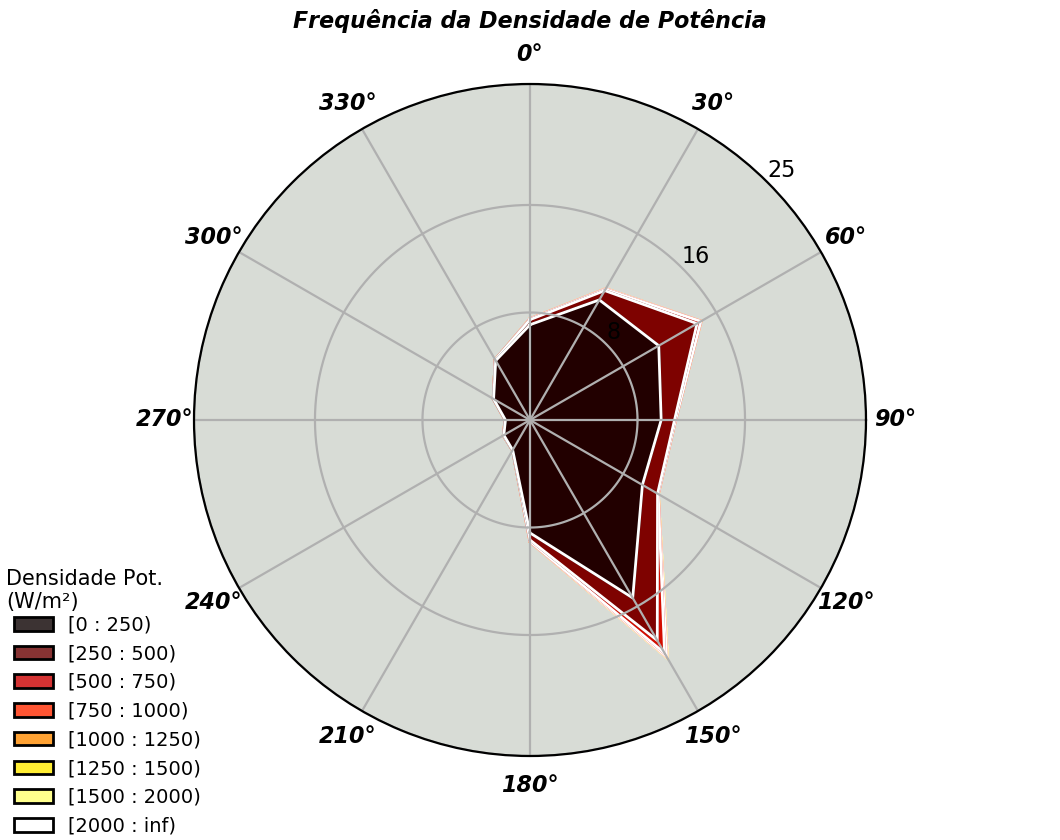 Frequência da Densidade de Potência
0°
330°
30°
25
300°
60°
16
8
270°
90°
240°
120°
210°
150°
180°
Densidade Pot.
(W/m²)
[0 : 250)
[250 : 500)
[500 : 750)
[750 : 1000)
[1000 : 1250)
[1250 : 1500)
[1500 : 2000)
[2000 : inf)